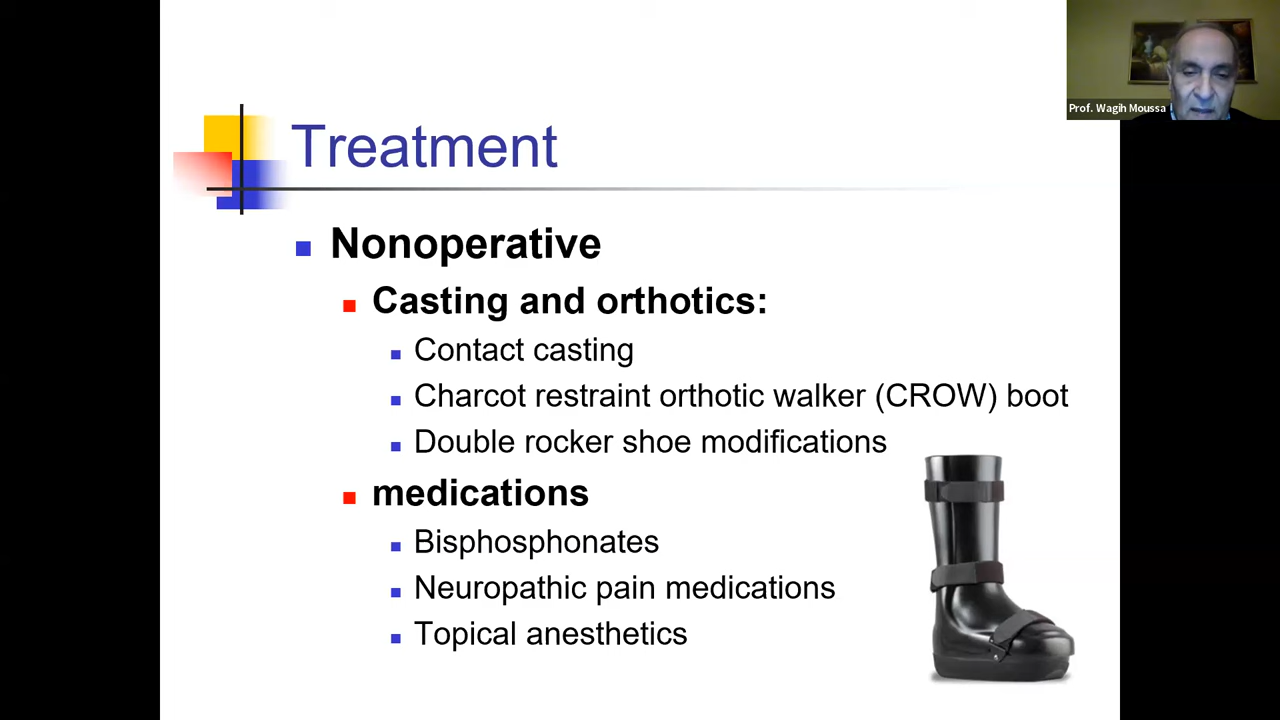 Prof. Wagih Moussa
Treatment
Nonoperative
Casting and orthotics:
Contact casting
Charcot restraint orthotic walker (CROW) boot
Double rocker shoe modifications
medications
Bisphosphonates
Neuropathic pain medications
Topical anesthetics